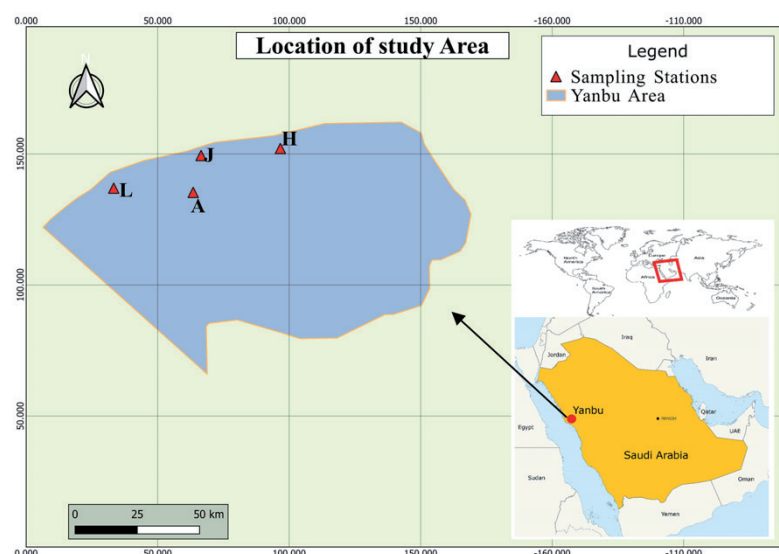 0.000 50.000 100.000 150.000 -160.000 -110.000
Location of study Area
Legend
Sampling Stations
Yanbu Area
N
150.000
100.000
50.000
H
J
L
A
North
America
Europe
Asia
Africa
South
America
Oceania
Iraq
Jordan
Iran
Yanbu
Qatar
UAE
Egypt
Saudi Arabia
Oman
Sudan
Yemen
0 25 50 km
0.000 50.000 100.000 150.000 -160.000 -110.000